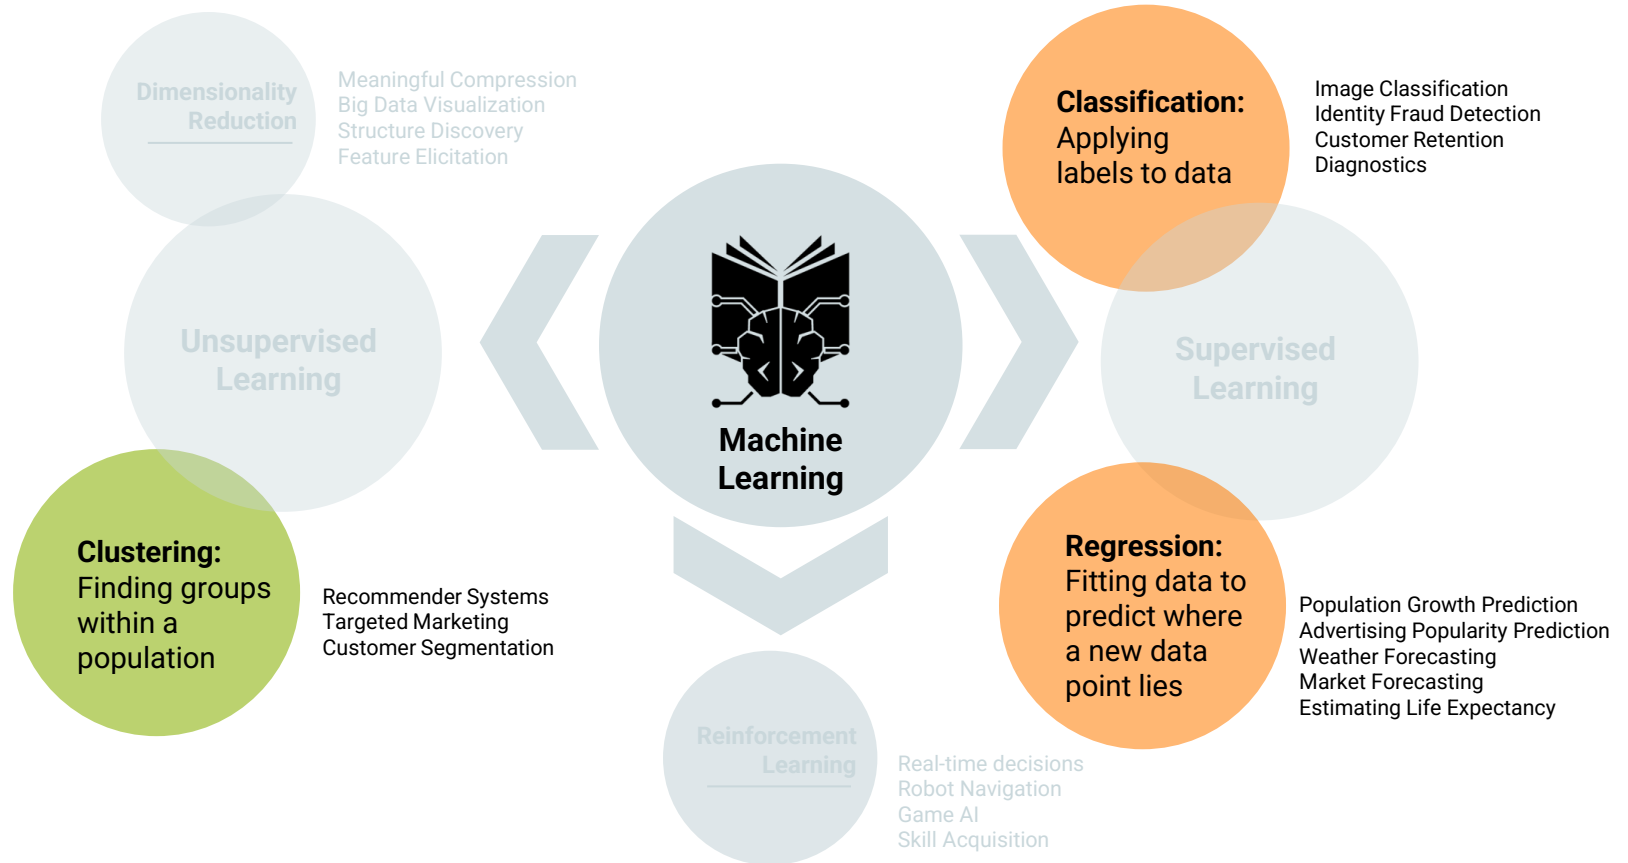 Dimensionality
Reduction
Meaningful Compression
Big Data Visualization
Structure Discovery
Feature Elicitation
Unsupervised
Learning
Clustering:
Finding groups
within a
population
Recommender Systems
Targeted Marketing
Customer Segmentation
Machine
Learning
Reinforcement
Learning
Real-time decisions
Robot Navigation
Game AI
Skill Acquisition
Classification:
Applying
labels to data
Image Classification
Identity Fraud Detection
Customer Retention
Diagnostics
Supervised
Learning
Regression:
Fitting data to
predict where
a new data
point lies
Population Growth Prediction
Advertising Popularity Prediction
Weather Forecasting
Market Forecasting
Estimating Life Expectancy